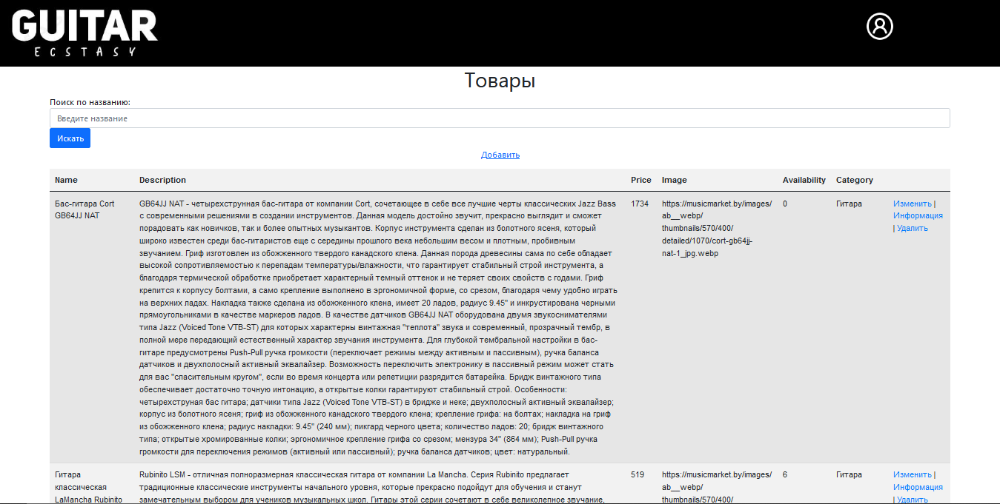 GUITAR
ECSTASY
Товары
Поиск по названию:
Введите название
Искать
Добавить
Name Description Price Image Availability Category
Бас-гитара Cort
GB64JJ NAT
GB64JJ NAT - четырехструнная бас-гитара от компании Cort, сочетающее в себе все лучшие черты классических Jazz Bass
с современными решениями в создании инструментов. Данная модель достойно звучит, прекрасно выглядит и сможет
порадовать как новичков, так и более опытных музыкантов. Корпус инструмента сделан из болотного ясеня, который
широко известен среди бас-гитаристов еще с середины прошлого века небольшим весом и плотным, пробивным
звучанием. Гриф изготовлен из обожженного твердого канадского клена. Данная порода древесины сама по себе обладает
высокой сопротивляемостью к перепадам температуры/влажности, что гарантирует стабильный строй инструмента, а
благодаря термической обработке приобретает характерный темный оттенок и не теряет своих свойств с годами. Гриф
крепится к корпусу болтами, а само крепление выполнено в эргономичной форме, со срезом, благодаря чему удобно играть
на верхних ладах. Накладка также сделана из обожженного клена, имеет 20 ладов, радиус 9.45" и инкрустирована черными
прямоугольниками в качестве маркеров ладов. В качестве датчиков GB64JJ NAT оборудована двумя звукоснимателями
типа Jazz (Voiced Tone VTB-ST) для которых характерны винтажная "теплота" звука и современный, прозрачный тембр, в
полной мере передающий естественный характер звучания инструмента. Для глубокой тембральной настройки в бас-
гитаре предусмотрены Push-Pull ручка громкости (переключает режимы между активным и пассивным), ручка баланса
датчиков и двухполосный активный эквалайзер. Возможность переключить электронику в пассивный режим может стать
для вас "спасительным кругом", если во время концерта или репетиции разрядится батарейка. Бридж винтажного типа
обеспечивает достаточно точную интонацию, а открытые колки гарантируют стабильный строй. Особенности:
четырехструная бас гитара; датчики типа Jazz (Voiced Tone VTB-ST) в бридже и неке; двухполосный активный эквалайзер;
корпус из болотного ясеня; гриф из обожженного канадского твердого клена; крепление грифа: на болтах; накладка на гриф
из обожженного клена; радиус накладки: 9.45" (240 мм); пикгард черного цвета; количество ладов: 20; бридж винтажного
типа; открытые хромированные колки; эргономичное крепление грифа со срезом; мензура 34" (864 мм); Push-Pull ручка
громкости для переключения режимов (активный или пассивный); ручка баланса датчиков; цвет: натуральный.
1734
https://musicmarket.by/images/
ab__webp/
thumbnails/570/400/
detailed/1070/cort-gb64jj-
nat-1_jpg.webp
0
Гитара
Изменить |
Информация
| Удалить
Гитара
классическая
LaMancha Rubinito
Rubinito LSM - отличная полноразмерная классическая гитара от компании La Mancha. Серия Rubinito предлагает
традиционные классические инструменты начального уровня, которые прекрасно подойдут для обучения и станут
замечательным выбором для учеников музыкальных школ. Гитары этой серии сочетают в себе великолепное звучание,
519
https://musicmarket.by/images/
ab__webp/
thumbnails/570/400/
6
Гитара
Изменить |
Информация
| Удалить